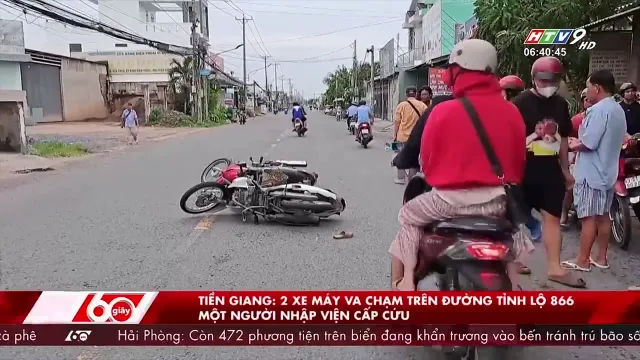 HTV9 HD
06:40:45
60 giây
TIỀN GIANG: 2 XE MÁY VA CHẠM TRÊN ĐƯỜNG TỈNH LỘ 866
MỘT NGƯỜI NHẬP VIỆN CẤP CỨU
cà phê
Hải Phòng: Còn 472 phương tiện trên biển đang khẩn trương vào bến tránh trú bão số